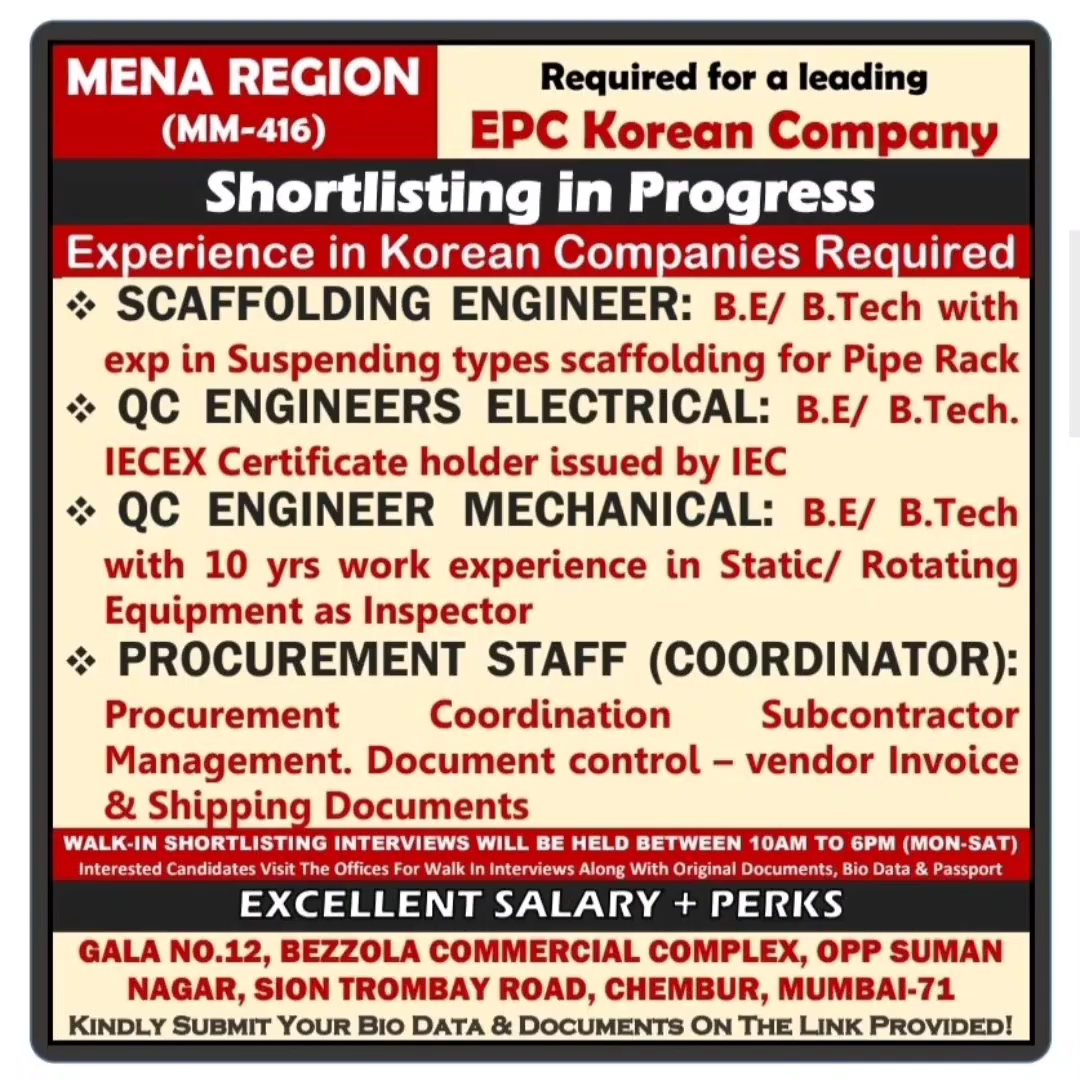 MENA REGION
(MM-416)
Required for a leading
EPC Korean Company
Shortlisting in Progress
Experience in Korean Companies Required
❖ SCAFFOLDING ENGINEER: B.E/ B.Tech with
exp in Suspending types scaffolding for Pipe Rack
❖ QC ENGINEERS ELECTRICAL: B.E/ B.Tech.
IECEX Certificate holder issued by IEC
❖ QC ENGINEER MECHANICAL: B.E/ B.Tech
with 10 yrs work experience in Static/ Rotating
Equipment as Inspector
❖ PROCUREMENT STAFF (COORDINATOR):
Procurement Coordination Subcontractor
Management. Document control – vendor Invoice
& Shipping Documents
WALK-IN SHORTLISTING INTERVIEWS WILL BE HELD BETWEEN 10AM TO 6PM (MON-SAT)
Interested Candidates Visit The Offices For Walk In Interviews Along With Original Documents, Bio Data & Passport
EXCELLENT SALARY + PERKS
GALA NO.12, BEZZOLA COMMERCIAL COMPLEX, OPP SUMAN
NAGAR, SION TROMBAY ROAD, CHEMBUR, MUMBAI-71
KINDLY SUBMIT YOUR BIO DATA & DOCUMENTS ON THE LINK PROVIDED!